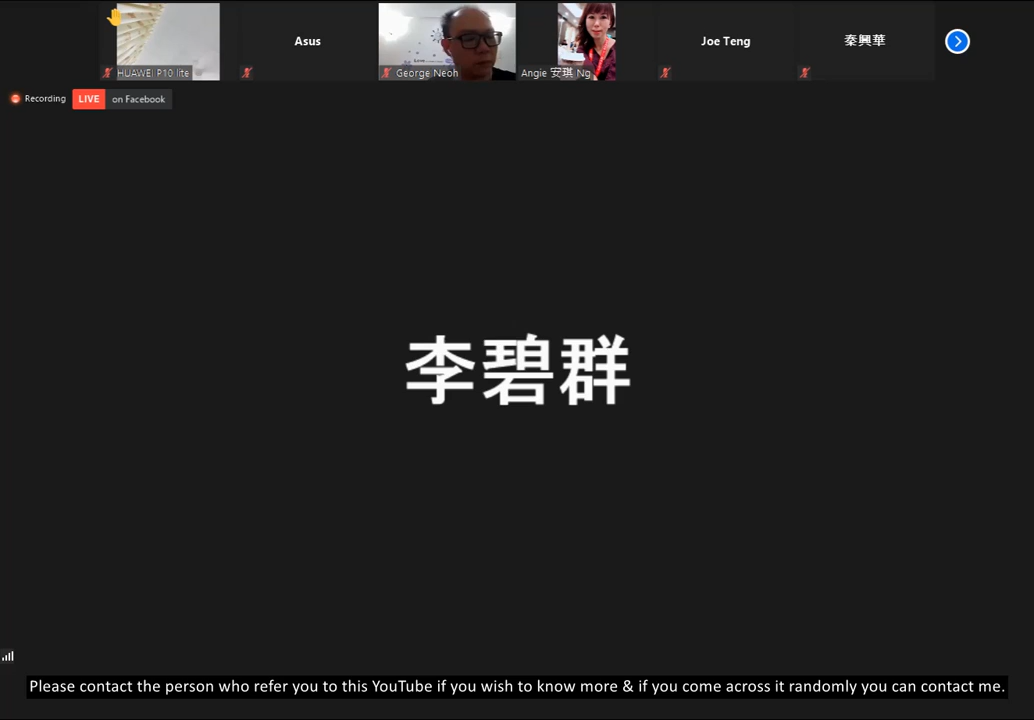 HUAWEI P10 lite
Asus
George Neoh
Angie 安琪 Ng
Joe Teng
秦興華
Recording
LIVE on Facebook
李碧群
Please contact the person who refer you to this YouTube if you wish to know more & if you come across it randomly you can contact me.